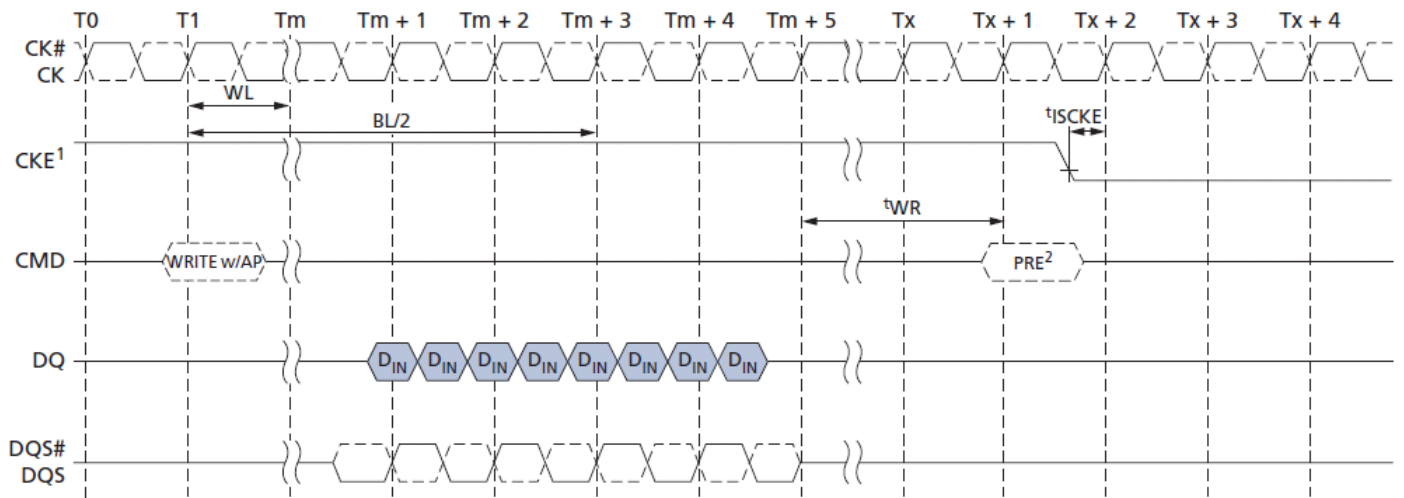 T0 T1 Tm Tm + 1 Tm + 2 Tm + 3 Tm + 4 Tm + 5 Tx Tx + 1 Tx + 2 Tx + 3 Tx + 4
CK#
CK
WL
BL/2
tISCKE
CKE1
tWR
CMD WRITE w/AP PRE2
DQ DIN DIN DIN DIN DIN DIN DIN DIN
DQS#
DQS